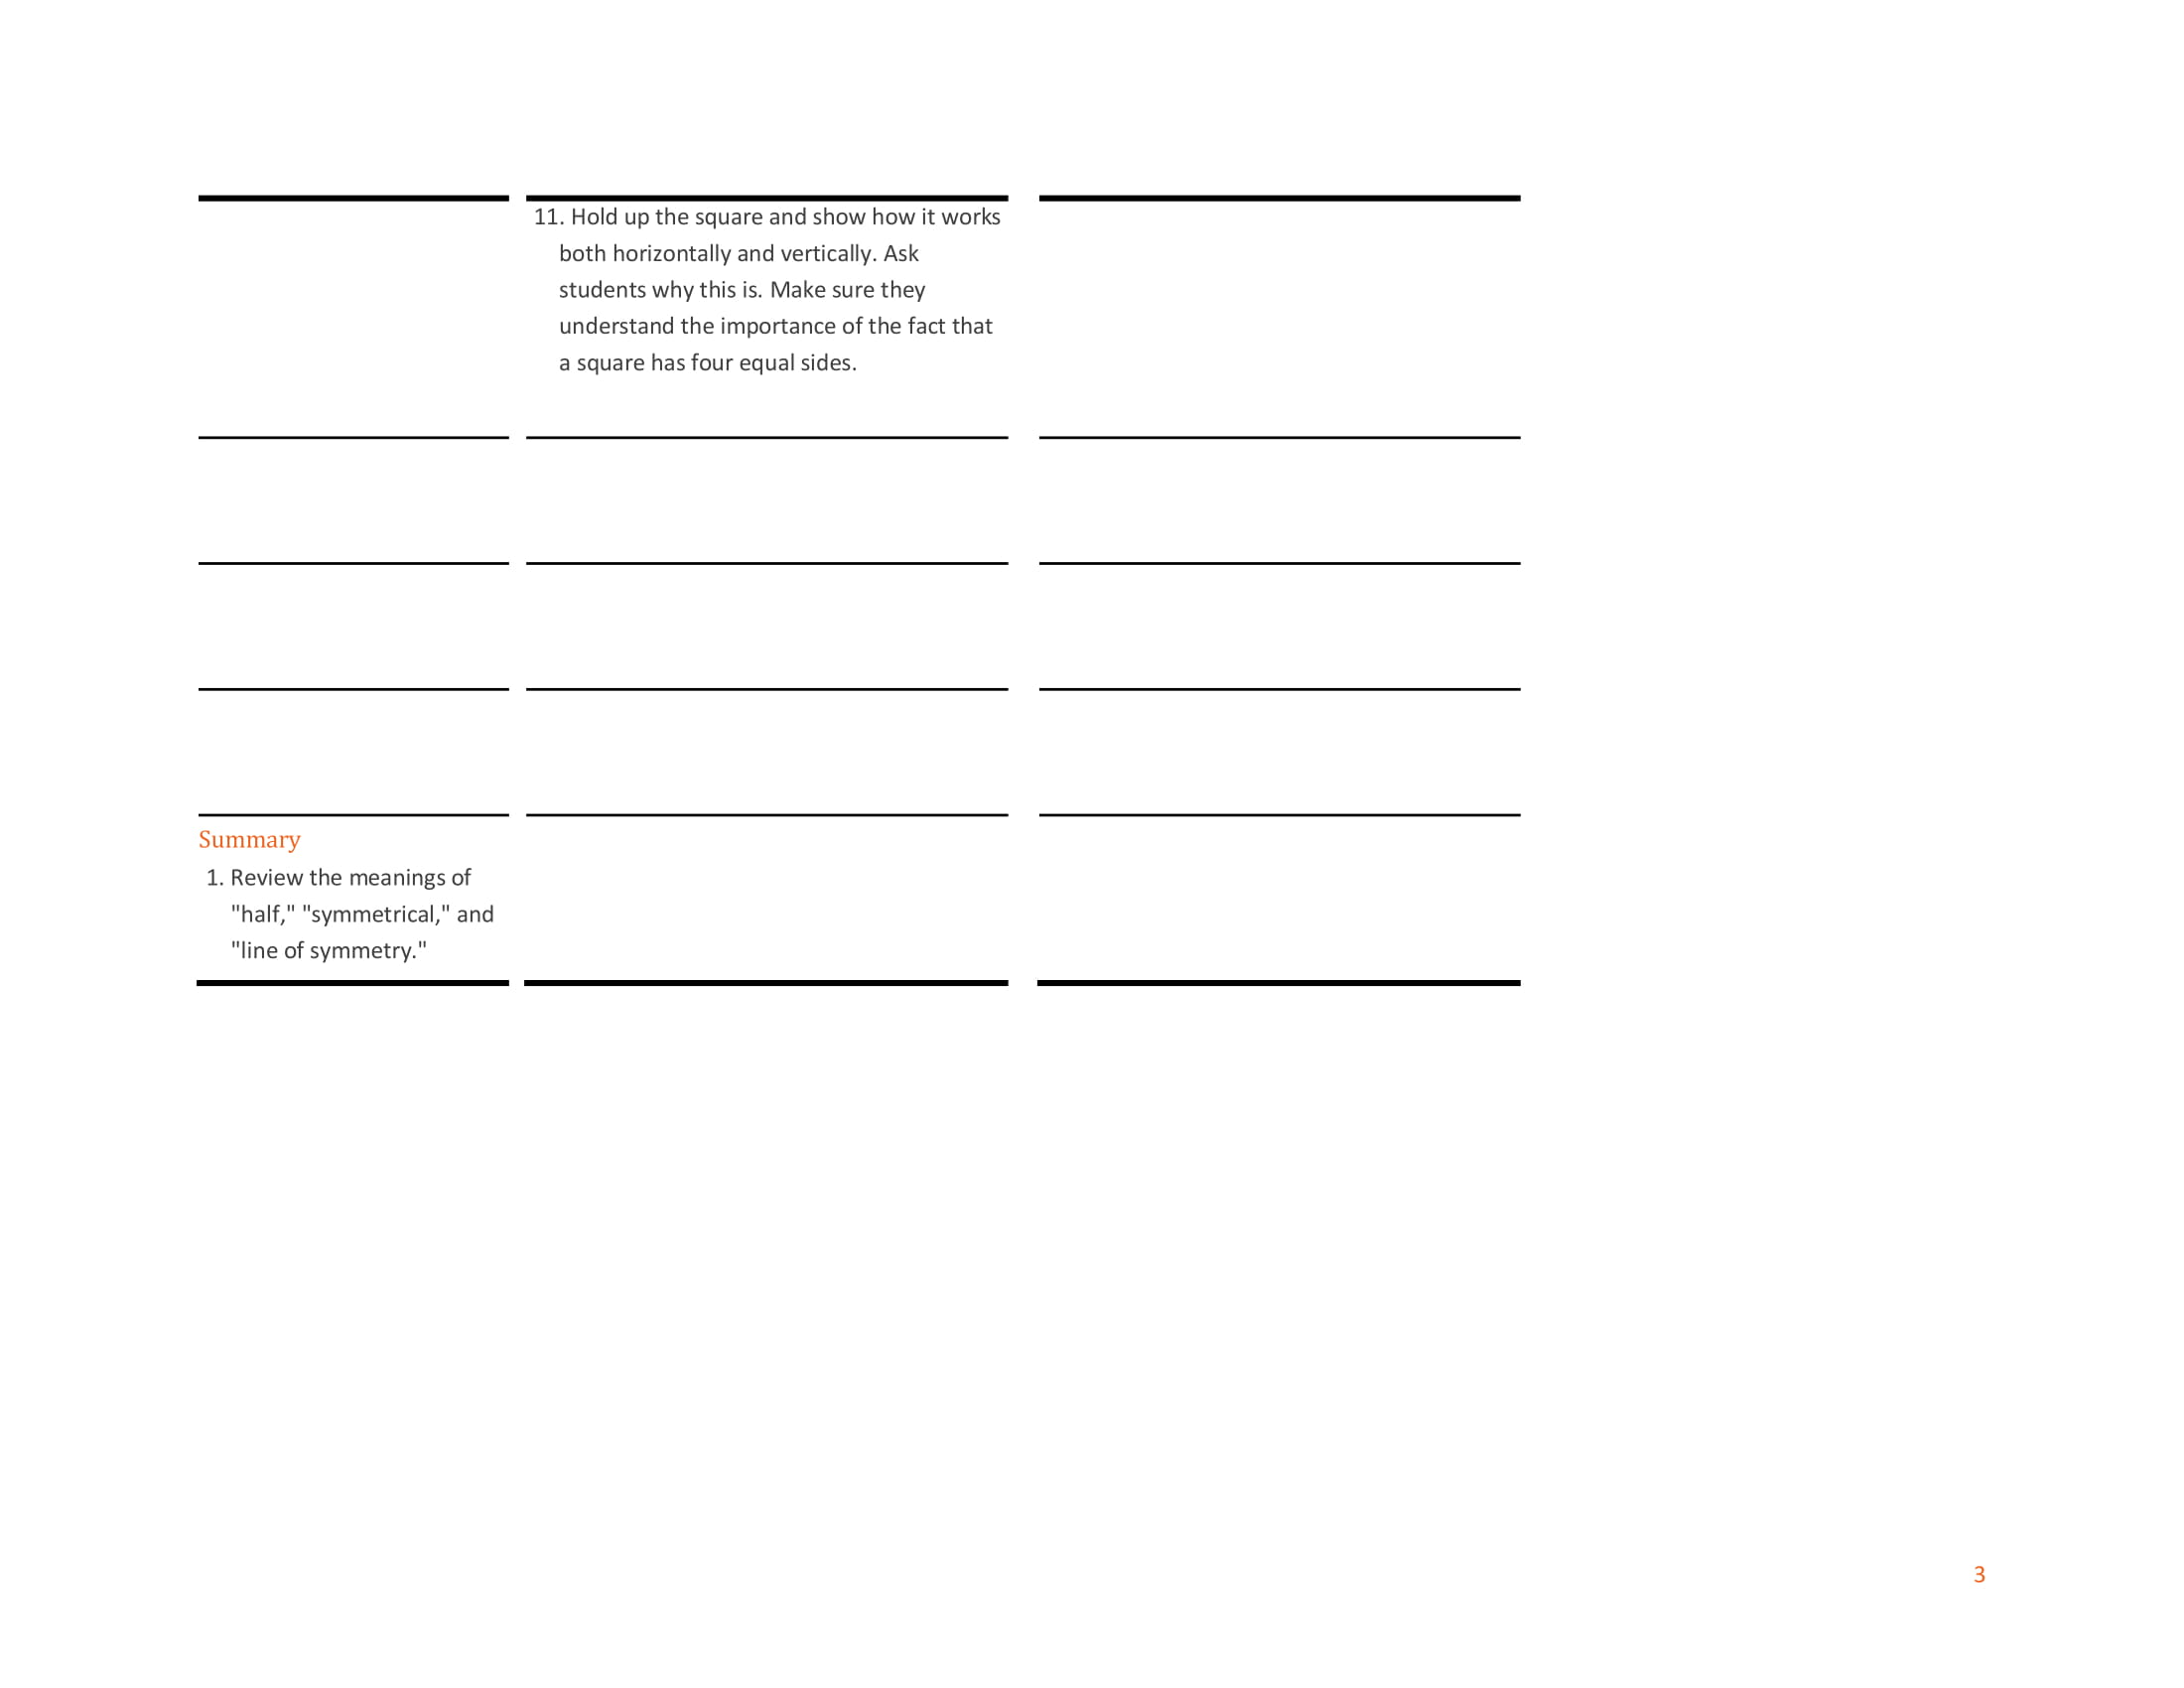 11. Hold up the square and show how it works
both horizontally and vertically. Ask
students why this is. Make sure they
understand the importance of the fact that
a square has four equal sides.
Summary
1. Review the meanings of
"half," "symmetrical," and
"line of symmetry."
3